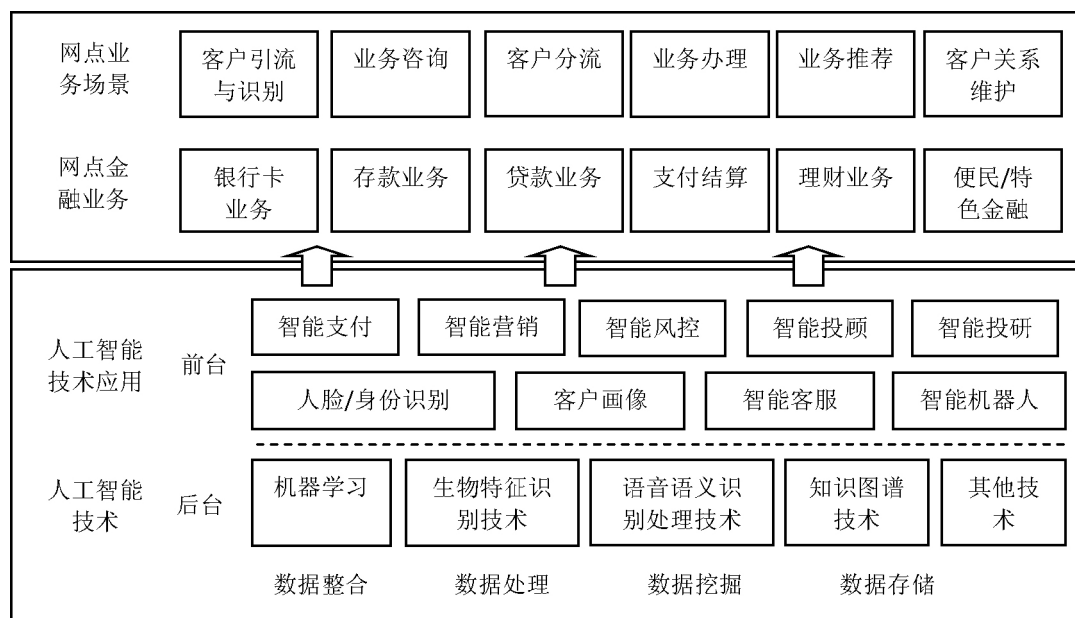 网点业
务场景
客户引流
与识别
业务咨询
客户分流
业务办理
业务推荐
客户关系
维护
网点金
融业务
银行卡
业务
存款业务
贷款业务
支付结算
理财业务
便民/特
色金融
人工智能
技术应用
前台
智能支付
智能营销
智能风控
智能投顾
智能投研
人脸/身份识别
客户画像
智能客服
智能机器人
人工智能
技术
后台
机器学习
生物特征识
别技术
语音语义识
别处理技术
知识图谱
技术
其他技
术
数据整合
数据处理
数据挖掘
数据存储